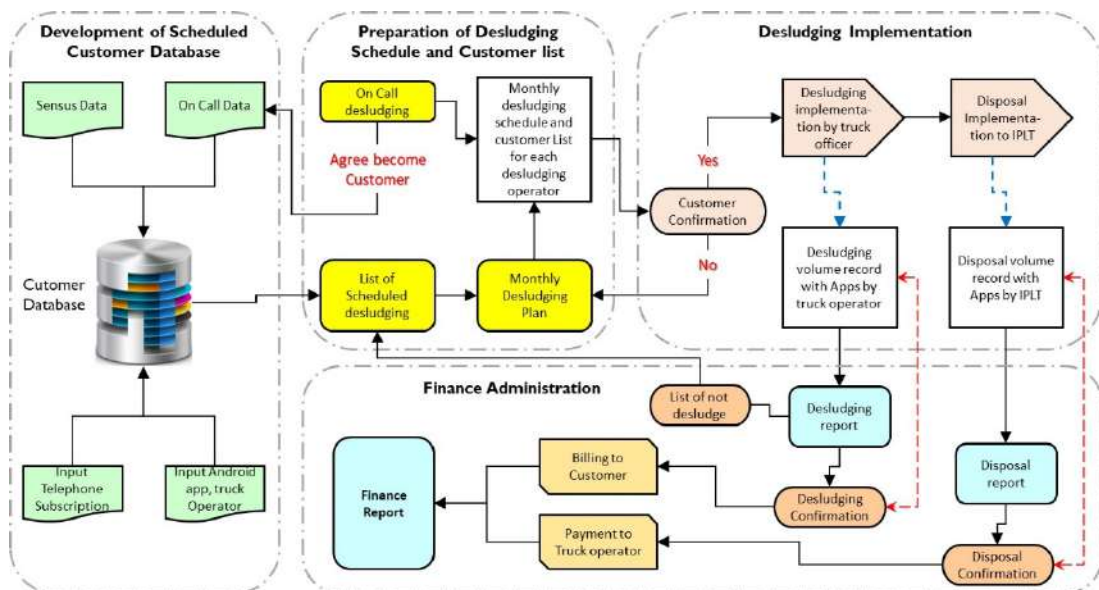 Development of Scheduled
Customer Database
Sensus Data
On Call Data
Cutomer
Database
Input
Telephone
Subscription
Input Android
app, truck
Operator
Preparation of Desludging
Schedule and Customer list
On Call
desludging
Agree become
Customer
Monthly
desludging
schedule and
customer List
for each
desludging
operator
List of
Scheduled
desludging
Monthly
Desludging
Plan
Desludging Implementation
Customer
Confirmation
Yes
No
Desludging
implementa-
tion by truck
officer
Disposal
Implementa-
tion to IPLT
Desludging
volume record
with Apps by
truck operator
Disposal volume
record with
Apps by IPLT
Finance Administration
List of not
desludge
Desludging
report
Disposal
report
Finance
Report
Billing to
Customer
Payment to
Truck operator
Desludging
Confirmation
Disposal
Confirmation